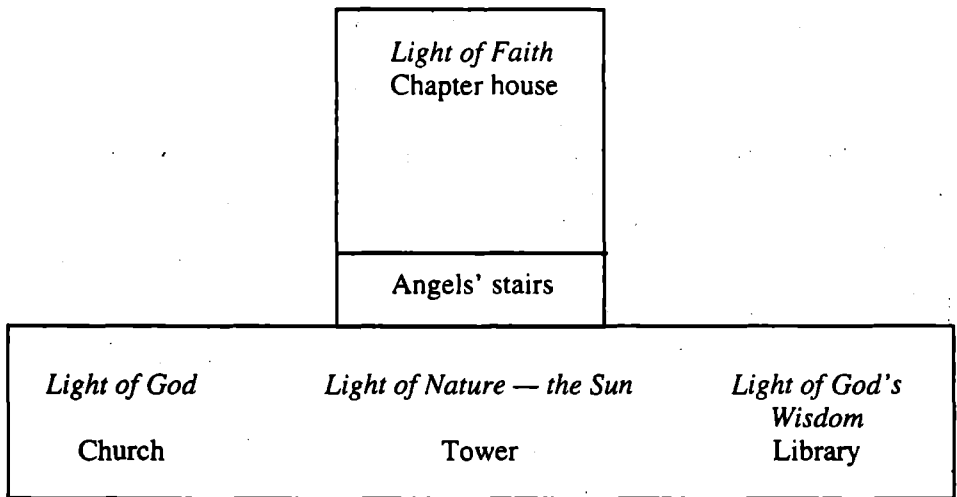 Light of Faith
Chapter house
Angels' stairs
Light of God
Church
Light of Nature — the Sun
Tower
Light of God's
Wisdom
Library